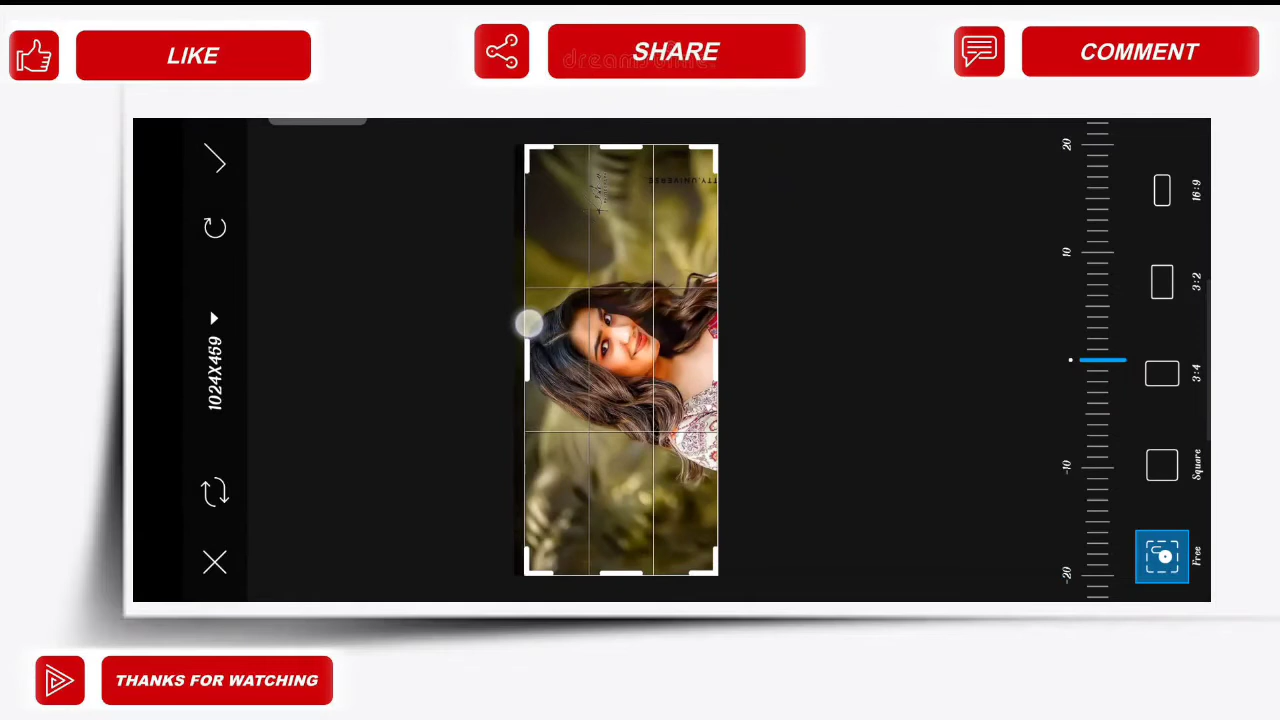 LIKE
SHARE
COMMENT
20
10
-10
-20
16:9
3:2
3:4
Square
Free
1024X459
THANKS FOR WATCHING